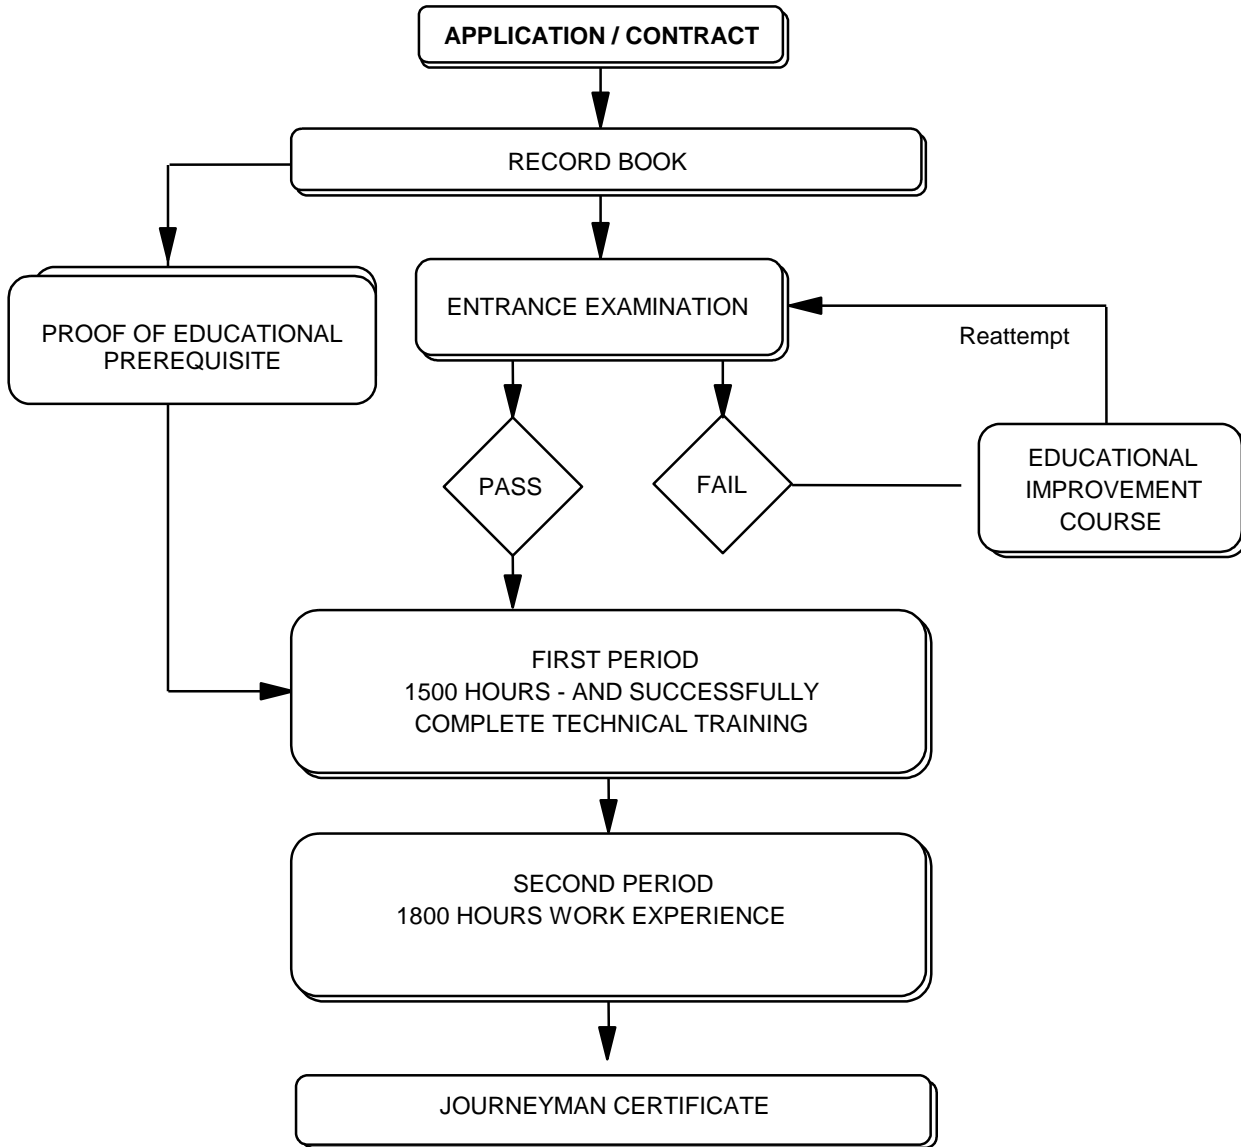 APPLICATION / CONTRACT
RECORD BOOK
PROOF OF EDUCATIONAL
PREREQUISITE
ENTRANCE EXAMINATION
Reattempt
PASS
FAIL
EDUCATIONAL
IMPROVEMENT
COURSE
FIRST PERIOD
1500 HOURS - AND SUCCESSFULLY
COMPLETE TECHNICAL TRAINING
SECOND PERIOD
1800 HOURS WORK EXPERIENCE
JOURNEYMAN CERTIFICATE